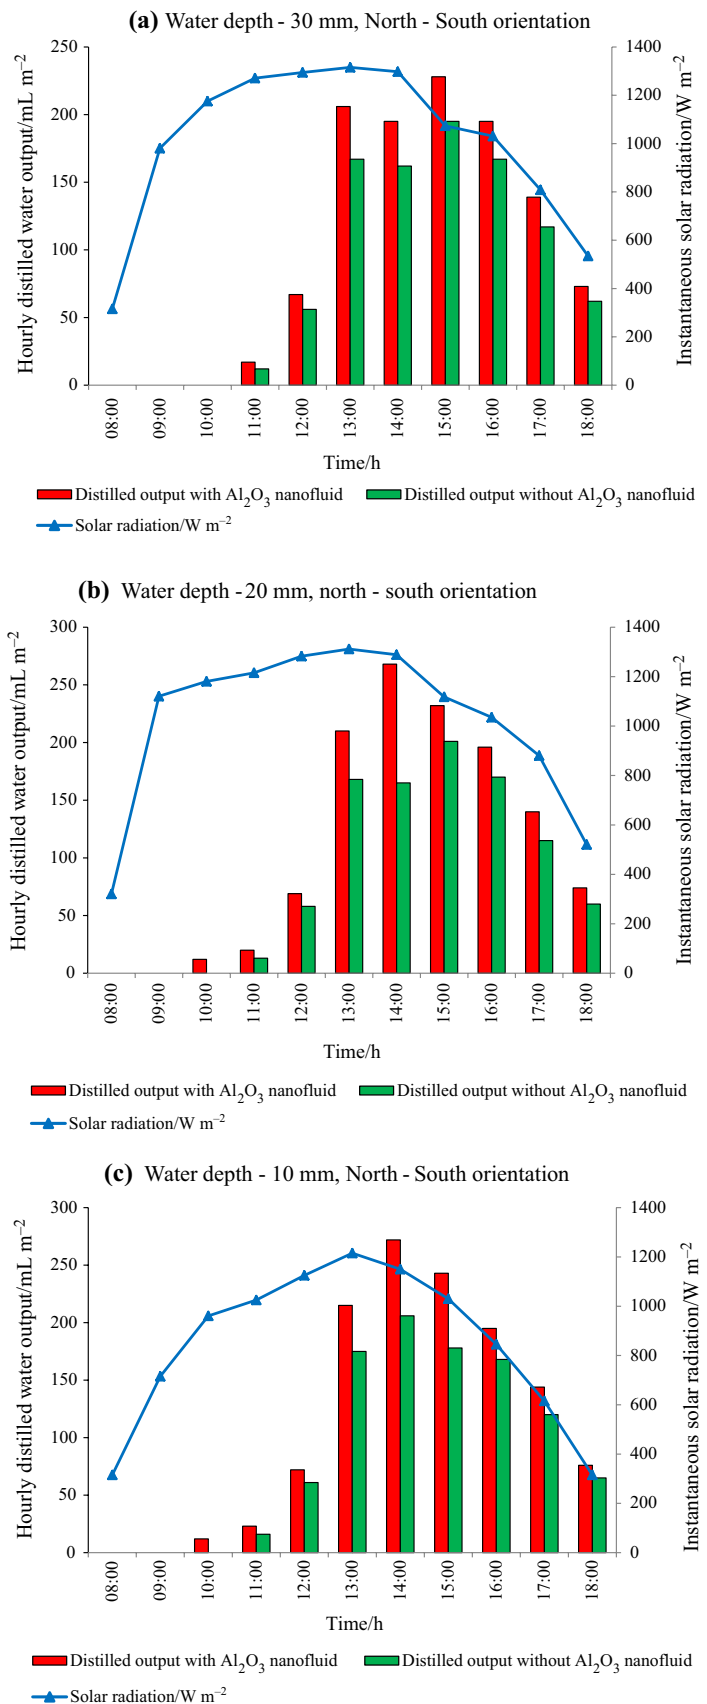 (a) Water depth - 30 mm, North - South orientation
Hourly distilled water output/mL m⁻²
250
200
150
100
50
0
1400
1200
1000
800
600
400
200
0
Instantaneous solar radiation/W m⁻²
08:00 09:00 10:00 11:00 12:00 13:00 14:00 15:00 16:00 17:00 18:00
Time/h
Distilled output with Al₂O₃ nanofluid Distilled output without Al₂O₃ nanofluid
Solar radiation/W m⁻²
(b) Water depth - 20 mm, north - south orientation
Hourly distilled water output/mL m⁻²
300
250
200
150
100
50
0
1400
1200
1000
800
600
400
200
0
Instantaneous solar radiation/W m⁻²
08:00 09:00 10:00 11:00 12:00 13:00 14:00 15:00 16:00 17:00 18:00
Time/h
Distilled output with Al₂O₃ nanofluid Distilled output without Al₂O₃ nanofluid
Solar radiation/W m⁻²
(c) Water depth - 10 mm, North - South orientation
Hourly distilled water output/mL m⁻²
300
250
200
150
100
50
0
1400
1200
1000
800
600
400
200
0
Instantaneous solar radiation/W m⁻²
08:00 09:00 10:00 11:00 12:00 13:00 14:00 15:00 16:00 17:00 18:00
Time/h
Distilled output with Al₂O₃ nanofluid Distilled output without Al₂O₃ nanofluid
Solar radiation/W m⁻²